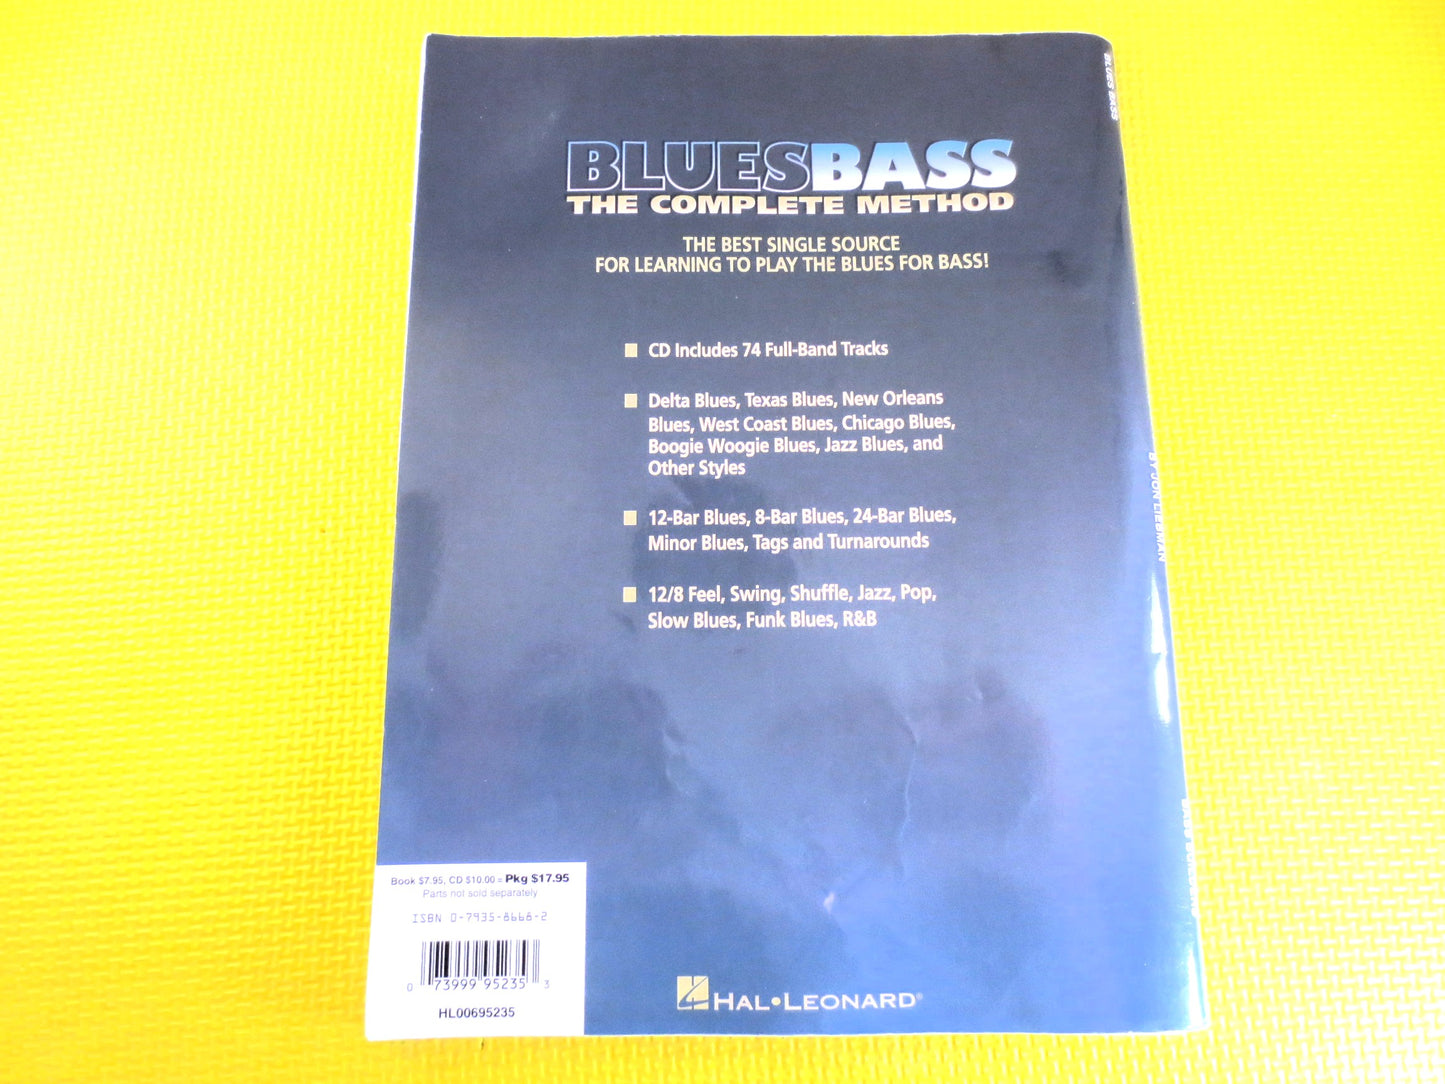 BLUESBASS
THE COMPLETE METHOD
THE BEST SINGLE SOURCE
FOR LEARNING TO PLAY THE BLUES FOR BASS!
CD Includes 74 Full-Band Tracks
Delta Blues, Texas Blues, New Orleans
Blues, West Coast Blues, Chicago Blues,
Boogie Woogie Blues, Jazz Blues, and
Other Styles
12-Bar Blues, 8-Bar Blues, 24-Bar Blues,
Minor Blues, Tags and Turnarounds
12/8 Feel, Swing, Shuffle, Jazz, Pop,
Slow Blues, Funk Blues, R&B
Book $7.95, CD $10.00 = Pkg $17.95
Parts not sold separately
ISBN 0-7935-8668-2
0 73999 95235 3
HL00695235
HAL•LEONARD®
BLUES BASS
BY JON LIEBMAN
BASS